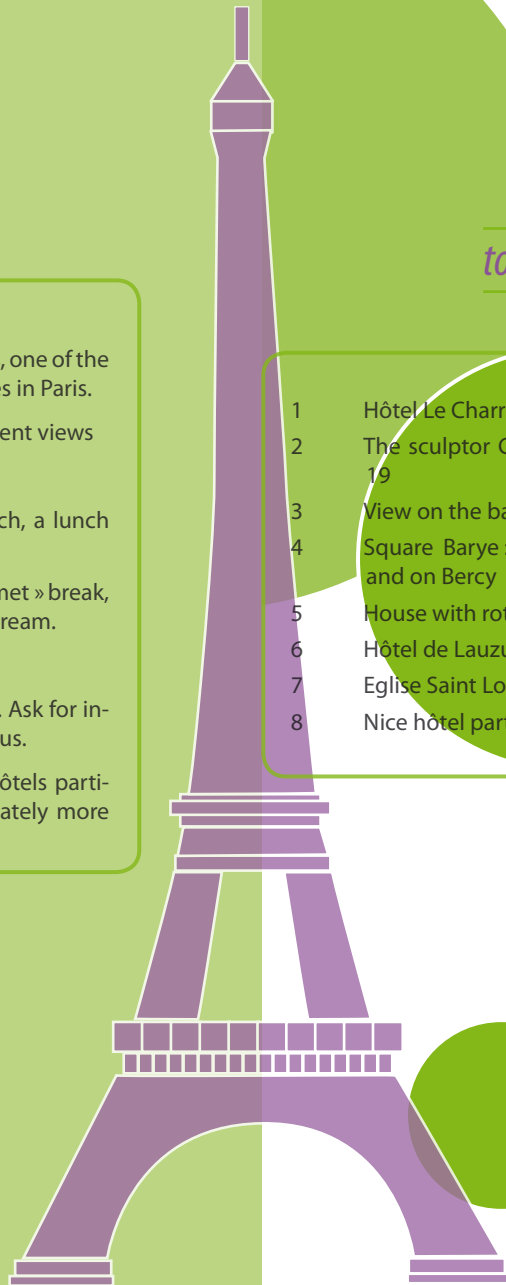 , one of the
es in Paris.
ent views
ch, a lunch
net » break,
ream.
. Ask for in-
us.
ôtels parti-
ately more
to
1 Hôtel Le Charr
2 The sculptor
19
3 View on the ba
4 Square Barye
and on Bercy
5 House with rot
6 Hôtel de Lauzu
7 Eglise Saint Lo
8 Nice hôtel part